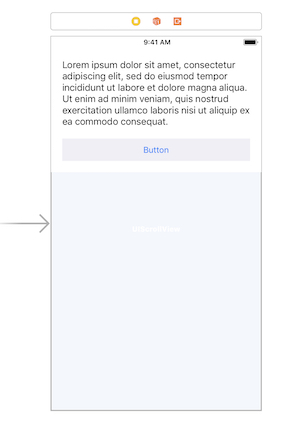 9:41 AM
Lorem ipsum dolor sit amet, consectetur
adipiscing elit, sed do eiusmod tempor
incididunt ut labore et dolore magna aliqua.
Ut enim ad minim veniam, quis nostrud
exercitation ullamco laboris nisi ut aliquip ex
ea commodo consequat.
Button